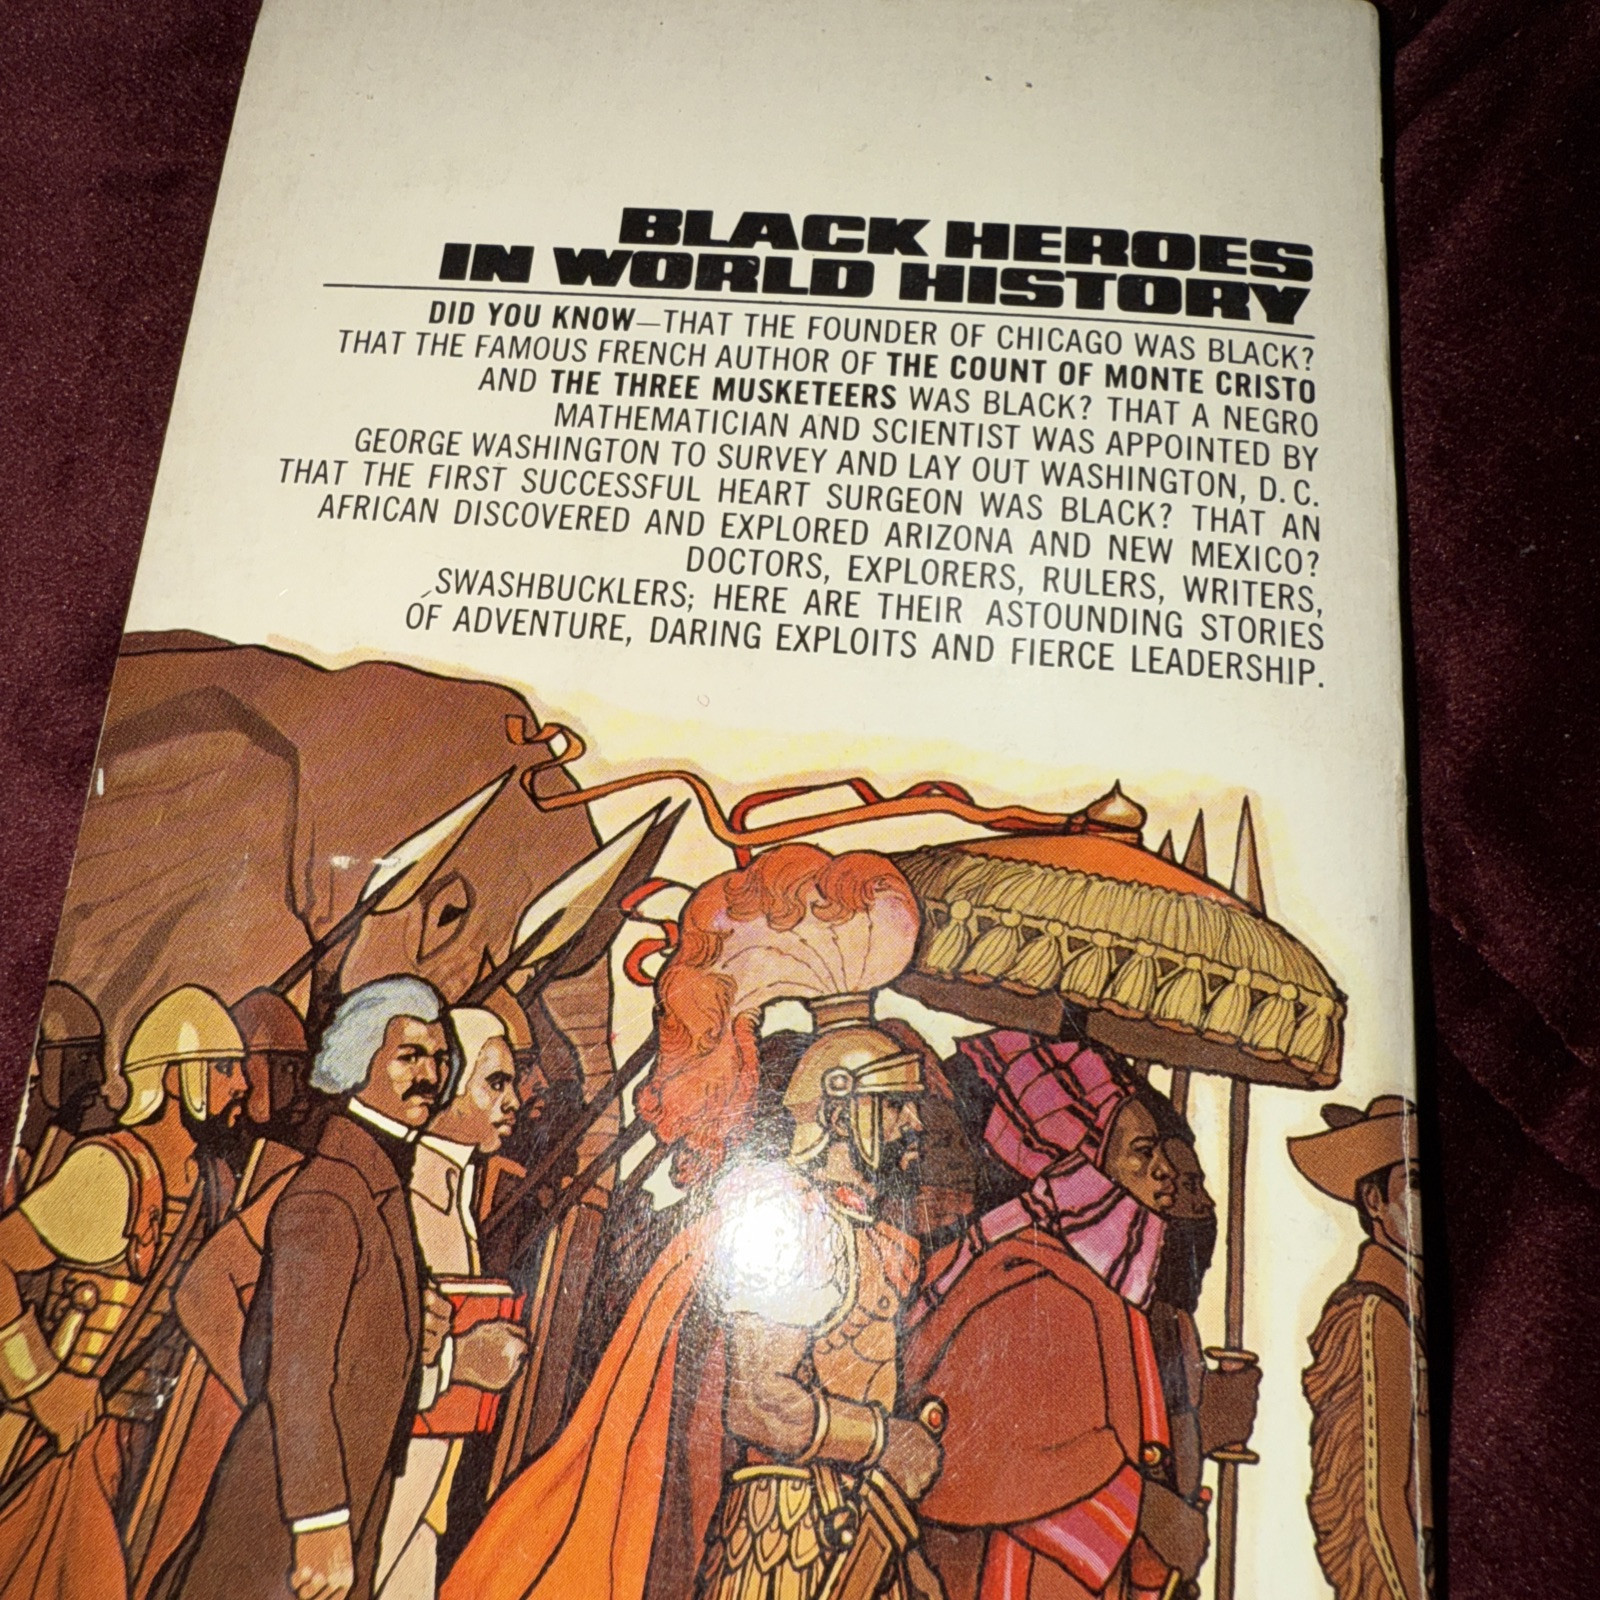 BLACK HEROES
IN WORLD HISTORY
DID YOU KNOW—THAT THE FOUNDER OF CHICAGO WAS BLACK?
THAT THE FAMOUS FRENCH AUTHOR OF THE COUNT OF MONTE CRISTO
AND THE THREE MUSKETEERS WAS BLACK? THAT A NEGRO
MATHEMATICIAN AND SCIENTIST WAS APPOINTED BY
GEORGE WASHINGTON TO SURVEY AND LAY OUT WASHINGTON, D.C.
THAT THE FIRST SUCCESSFUL HEART SURGEON WAS BLACK? THAT AN
AFRICAN DISCOVERED AND EXPLORED ARIZONA AND NEW MEXICO?
DOCTORS, EXPLORERS, RULERS, WRITERS,
SWASHBUCKLERS; HERE ARE THEIR ASTOUNDING STORIES
OF ADVENTURE, DARING EXPLOITS AND FIERCE LEADERSHIP.